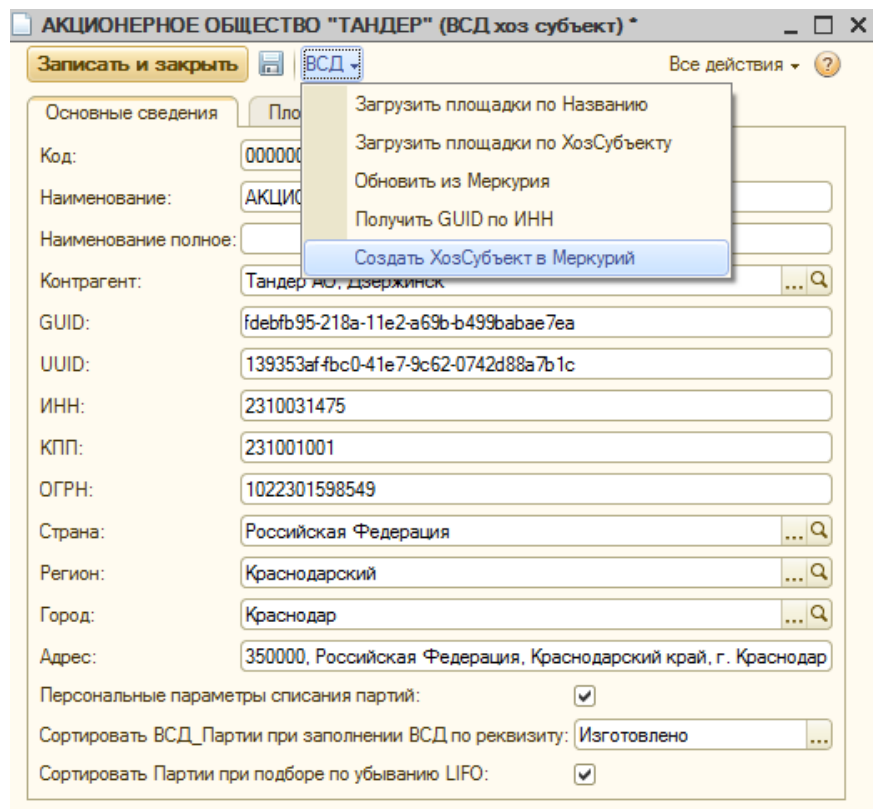 АКЦИОНЕРНОЕ ОБЩЕСТВО "ТАНДЕР" (ВСД хоз субъект) *
Записать и закрыть ВСД Все действия ?
Основные сведения
Загрузить площадки по Названию
Загрузить площадки по ХозСубъекту
Обновить из Меркурия
Получить GUID по ИНН
Создать ХозСубъект в Меркурий
Код:
Наименование:
Наименование полное:
Контрагент: Тандер АО, Дзержинск ...
GUID: fdebfb95-218a-11e2-a69b-b499babae7ea
UUID: 139353af-fbc0-41e7-9c62-0742d88a7b1c
ИНН: 2310031475
КПП: 231001001
ОГРН: 1022301598549
Страна: Российская Федерация ...
Регион: Краснодарский ...
Город: Краснодар ...
Адрес: 350000, Российская Федерация, Краснодарский край, г. Краснодар
Персональные параметры списания партий:
Сортировать ВСД_Партии при заполнении ВСД по реквизиту: Изготовлено ...
Сортировать Партии при подборе по убыванию LIFO: